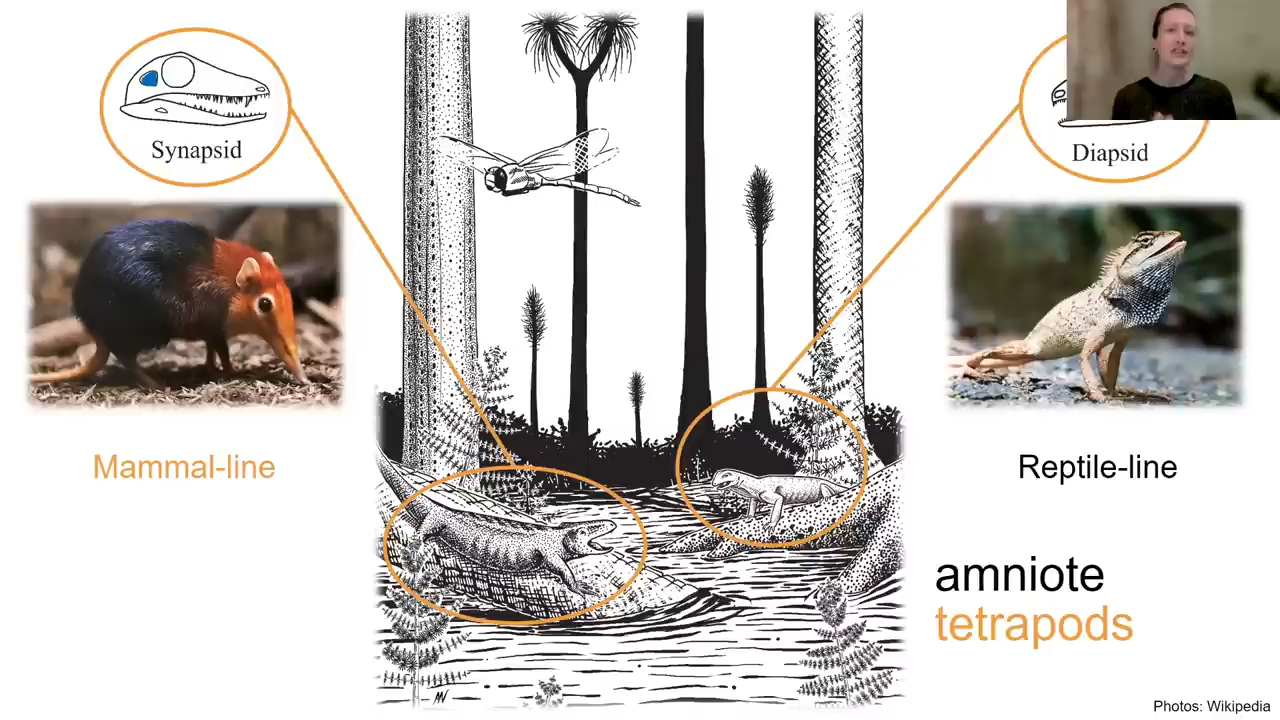 Synapsid
Diapsid
Mammal-line
Reptile-line
amniote
tetrapods
Photos: Wikipedia